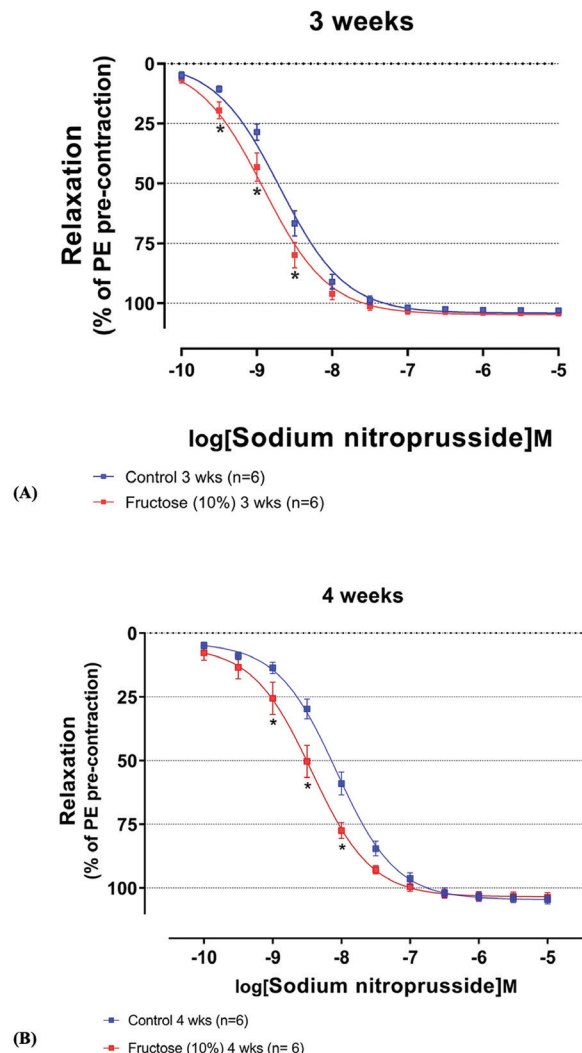 3 weeks
0
25
50
75
100
Relaxation
(% of PE pre-contraction)
*
*
*
-10 -9 -8 -7 -6 -5
log[Sodium nitroprusside]M
Control 3 wks (n=6)
(A)
Fructose (10%) 3 wks (n=6)
4 weeks
0
25
50
75
100
Relaxation
(% of PE pre-contraction)
*
*
*
-10 -9 -8 -7 -6 -5
log[Sodium nitroprusside]M
Control 4 wks (n=6)
(B)
Fructose (10%) 4 wks (n= 6)